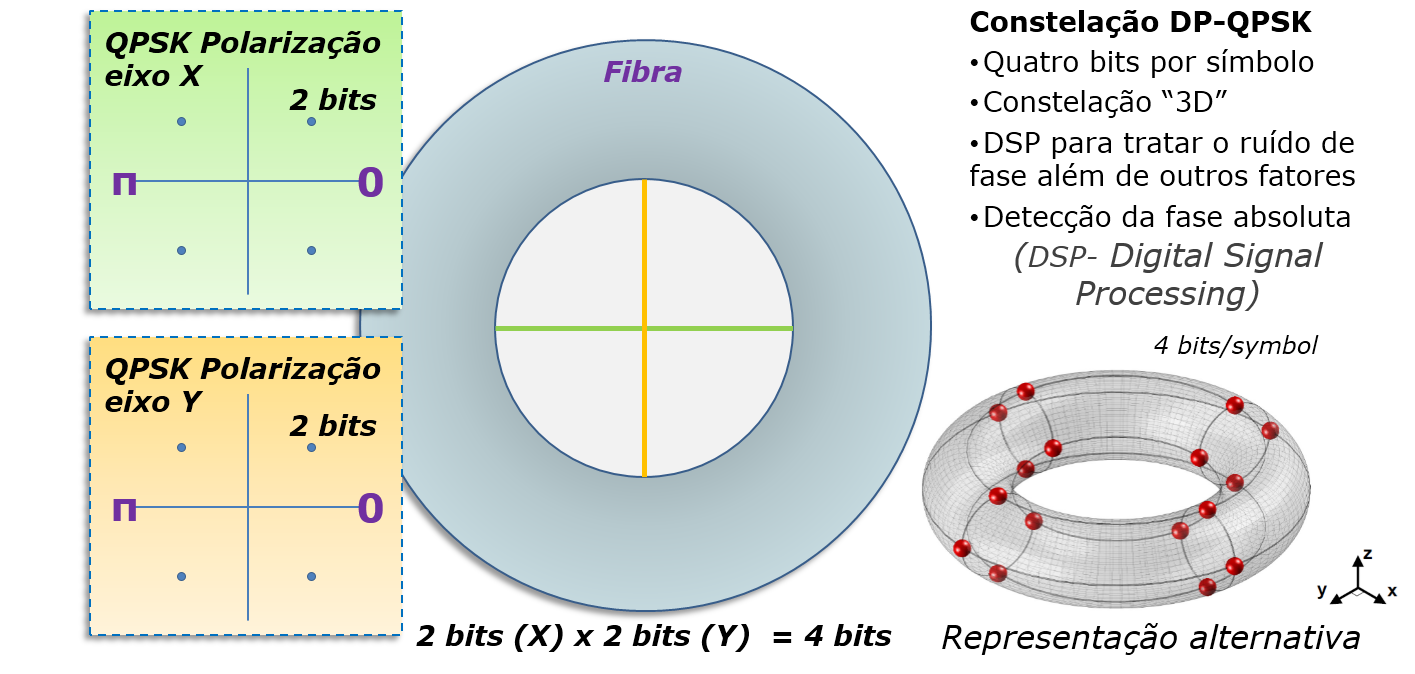 QPSK Polarização
eixo X
2 bits
π
0
QPSK Polarização
eixo Y
2 bits
π
0
Fibra
2 bits (X) x 2 bits (Y)  = 4 bits
Constelação DP-QPSK
•Quatro bits por símbolo
•Constelação “3D”
•DSP para tratar o ruído de
fase além de outros fatores
•Detecção da fase absoluta
(DSP- Digital Signal
Processing)
4 bits/symbol
z
y
x
Representação alternativa